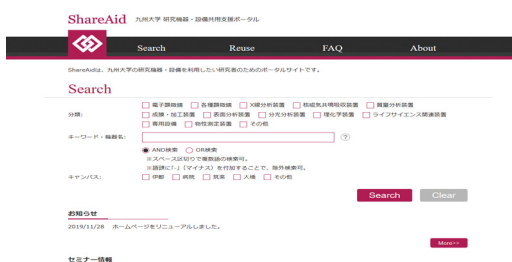 ShareAid 九州大学 研究機器・設備共用支援ポータル
Search Reuse FAQ About
ShareAidは、九州大学の研究機器・設備を利用したい研究者のためのポータルサイトです。
Search
分類: 電子顕微鏡 各種顕微鏡 X線分析装置 核磁気共鳴吸収装置 質量分析装置
成膜・加工装置 表面分析装置 分光分析装置 理化学装置 ライフサイエンス関連装置
専用設備 物性測定装置 その他
キーワード・機器名: ?
AND検索 OR検索
※スペース区切りで複数語の検索可。
※語頭に「-」(マイナス)を付加することで、除外検索可。
キャンパス: 伊都 病院 筑紫 大橋 その他
Search Clear
お知らせ
2019/11/28 ホームページをリニューアルしました。
More>>
セミナー情報